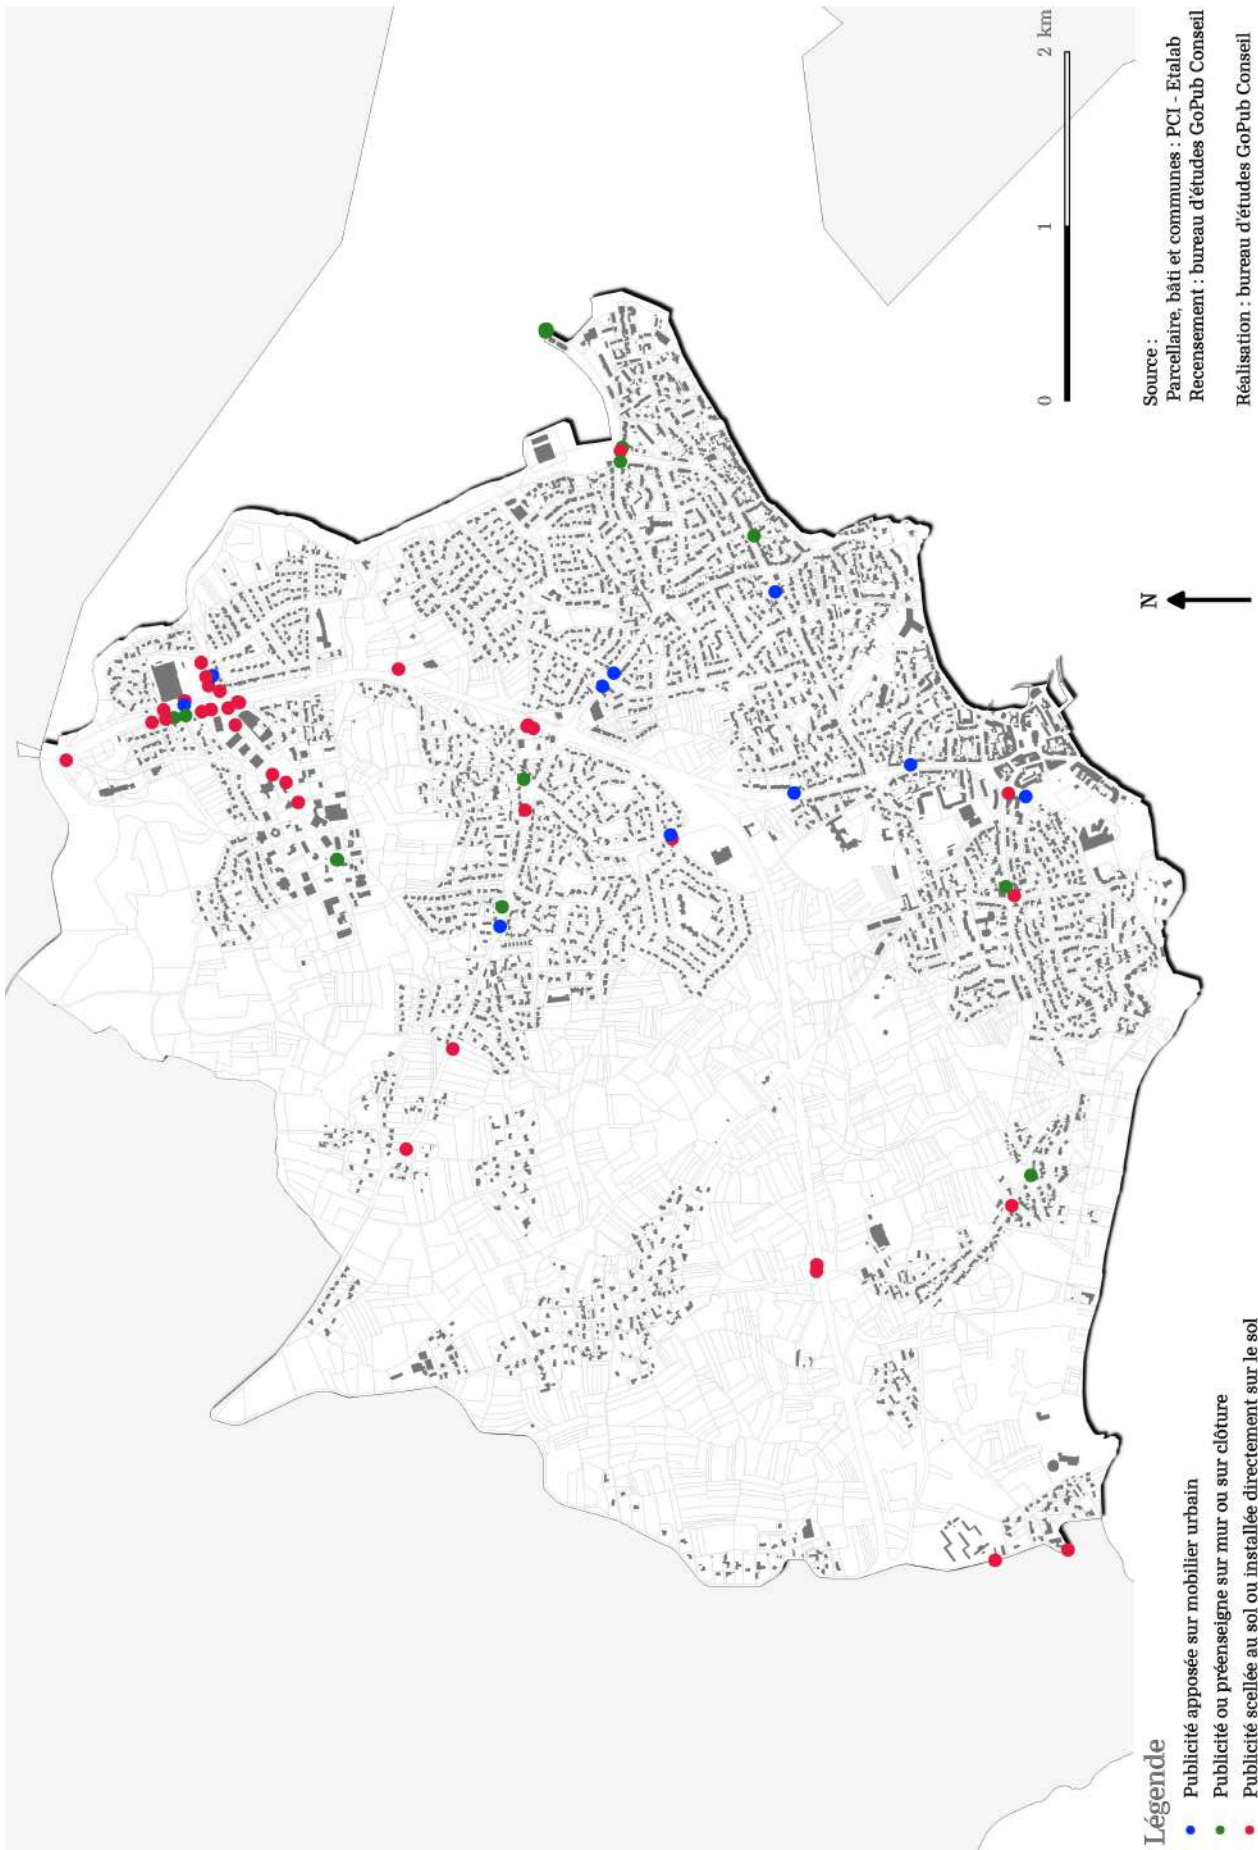 Légende
Publicité apposée sur mobilier urbain
Publicité ou préenseigne sur mur ou sur clôture
Publicité scellée au sol ou installée directement sur le sol
N
0 1 2 km
Source :
Parcellaire, bâti et communes : PCI - Etalab
Recensement : bureau d'études GoPub Conseil
Réalisation : bureau d'études GoPub Conseil